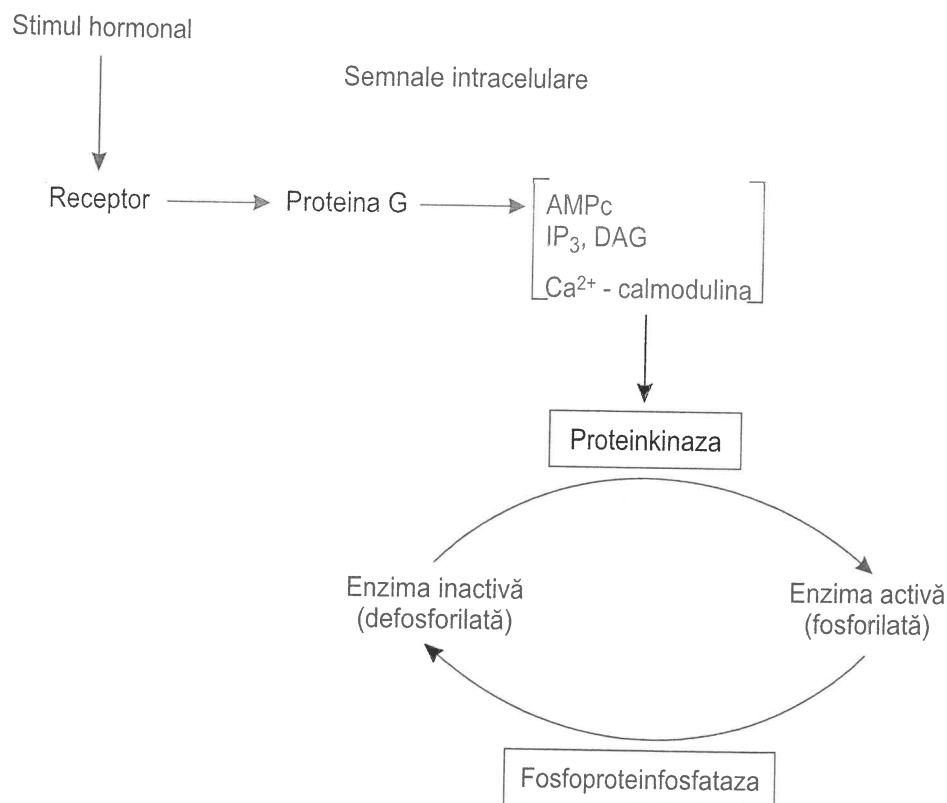 Stimul hormonal
Semnale intracelulare
Receptor
Proteina G
AMPc
IP₃, DAG
Ca²⁺ - calmodulina
Proteinkinaza
Enzima inactivă
(defosforilată)
Enzima activă
(fosforilată)
Fosfoproteinfosfataza